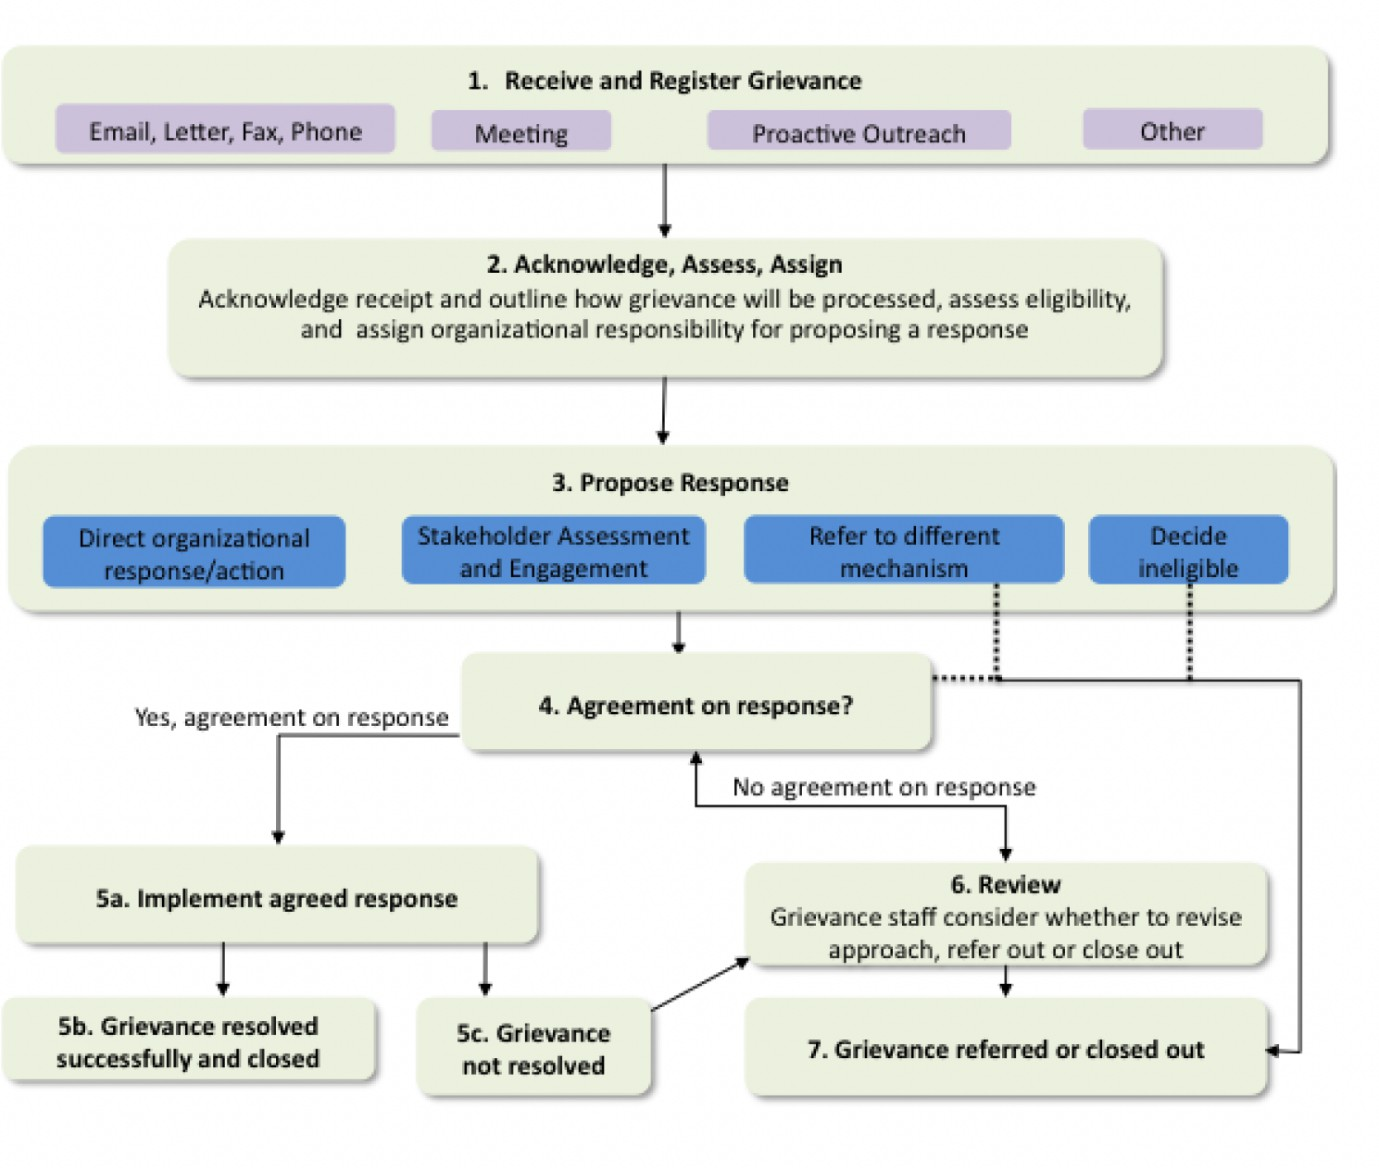 1. Receive and Register Grievance
Email, Letter, Fax, Phone
Meeting
Proactive Outreach
Other
2. Acknowledge, Assess, Assign
Acknowledge receipt and outline how grievance will be processed, assess eligibility,
and assign organizational responsibility for proposing a response
3. Propose Response
Direct organizational
response/action
Stakeholder Assessment
and Engagement
Refer to different
mechanism
Decide
ineligible
4. Agreement on response?
Yes, agreement on response
No agreement on response
5a. Implement agreed response
6. Review
Grievance staff consider whether to revise
approach, refer out or close out
5b. Grievance resolved
successfully and closed
5c. Grievance
not resolved
7. Grievance referred or closed out